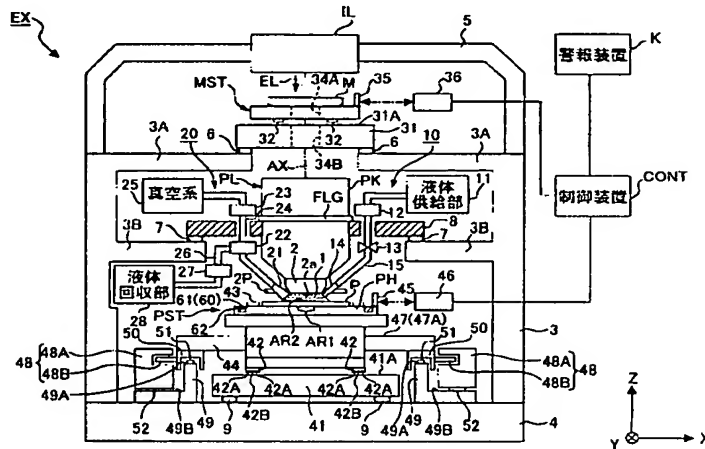 EX
IL
5
警報装置
K
EL
34A
M
35
36
MST
31A
31
32
32
3A
3A
6
6
34B
20
AX
10
PL
PK
25
真空系
23
24
FLG
液体
供給部
11
CONT
制御装置
12
8
7
7
3B
3B
22
26
21
2
14
13
27
2a
1
15
液体
回収部
2P
P
46
28
43
PH
45
61(60)
PST
62
AR2
AR1
47(47A)
3
51
51
50
50
48A
48A
44
42
42
41A
48
48
48B
48B
49A
42A
42A
42A
42A
49
42B
41
42B
49A
49
52
49B
9
9
49B
52
4
Z
Y
X